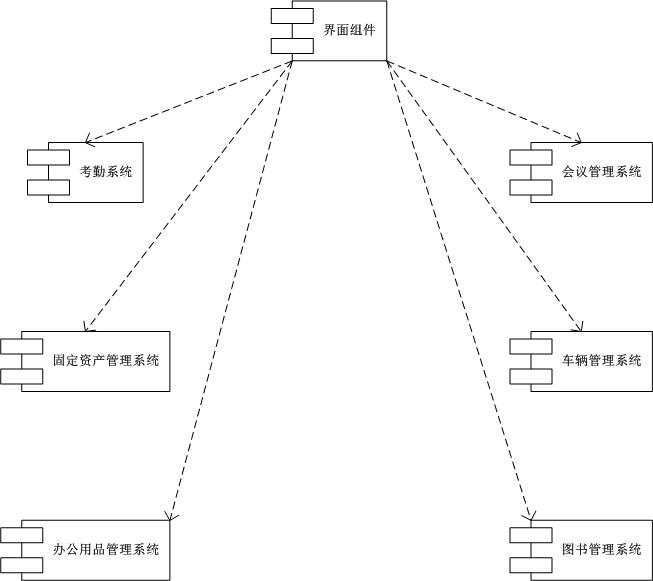 界面组件
考勤系统
会议管理系统
固定资产管理系统
车辆管理系统
办公用品管理系统
图书管理系统